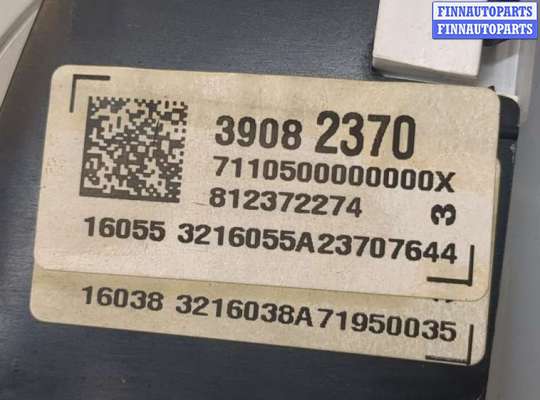 FINNAUTOPARTS
FINNAUTOPARTS
3908 2370
7110500000000X
812372274
3
16055 3216055A23707644
16038 3216038A71950035